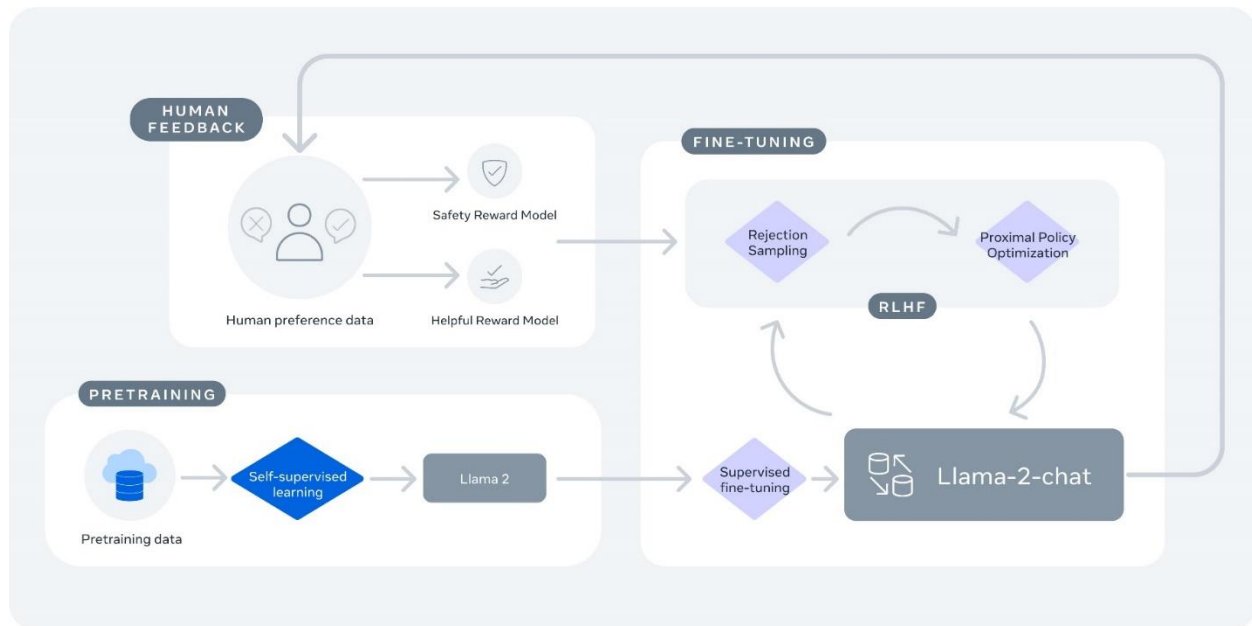 HUMAN
FEEDBACK
Safety Reward Model
Human preference data
Helpful Reward Model
FINE-TUNING
Rejection
Sampling
Proximal Policy
Optimization
RLHF
PRETRAINING
Pretraining data
Self-supervised
learning
Llama 2
Supervised
fine-tuning
Llama-2-chat